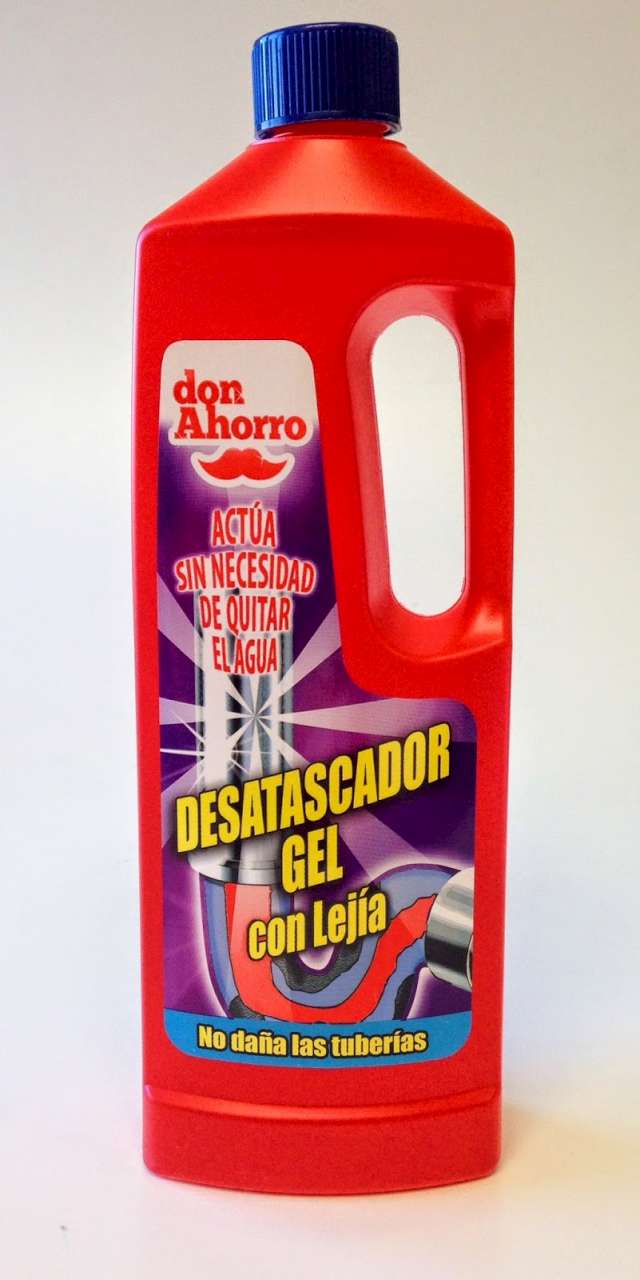 don
Ahorro
ACTÚA
SIN NECESIDAD
DE QUITAR
EL AGUA
DESATASCADOR
GEL
con Lejía
No daña las tuberías